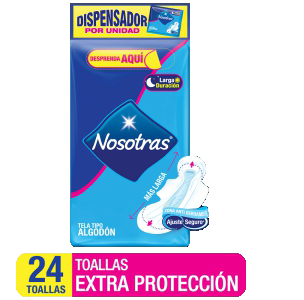 DISPENSADOR
POR UNIDAD
DESPRENDA AQUÍ
Larga
Duración
Nosotras
MÁS LARGA
Ajuste Seguro
TELA TIPO
ALGODÓN
24
TOALLAS
TOALLAS
EXTRA PROTECCIÓN